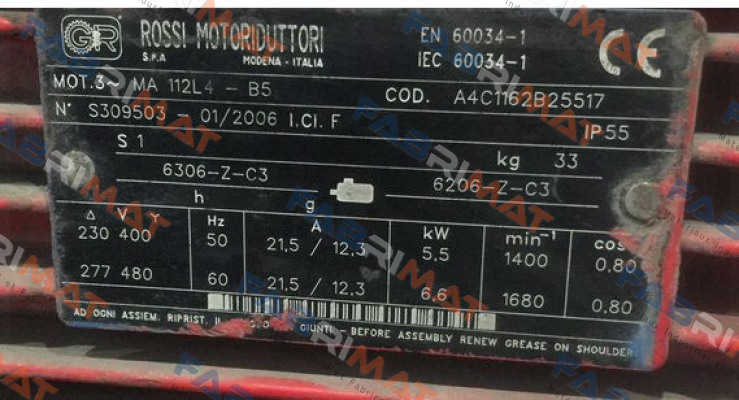 GR ROSSI MOTORIDUTTORI EN 60034-1 CE
S.P.A MODENA - ITALIA IEC 60034-1
MOT.3~ MA 112L4 - B5 COD. A4C1162B25517
N° S309503 01/2006 I.Cl. F IP55
S 1 kg 33
6306-Z-C3 6206-Z-C3
h g
Δ V Y Hz A kW min⁻¹ cos
230 400 50 21,5 / 12,3 5.5 1400 0,80
277 480 60 21,5 / 12,3 6.6 1680 0,80
AD OGNI ASSIEM. RIPRIST. IL GIUNTI - BEFORE ASSEMBLY RENEW GREASE ON SHOULDER
FABRIMAT